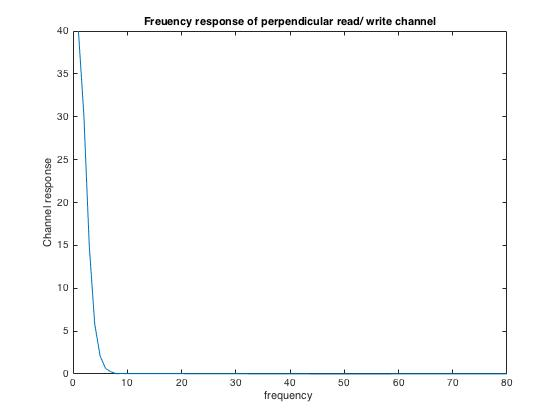 Freuency response of perpendicular read/ write channel
40
35
30
25
20
15
10
5
0
Channel response
0 10 20 30 40 50 60 70 80
frequency